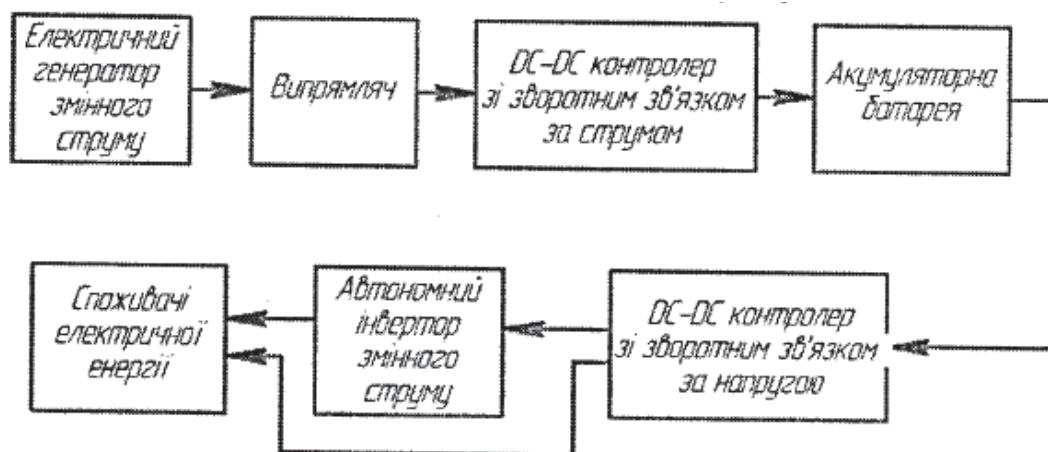 Електричний
генератор
змінного
струму
Випрямляч
DC-DC контролер
зі зворотним зв'язком
за струмом
Акумуляторна
батарея
Споживачі
електричної
енергії
Автономний
інвертор
змінного
струму
DC-DC контролер
зі зворотним зв'язком
за напругою